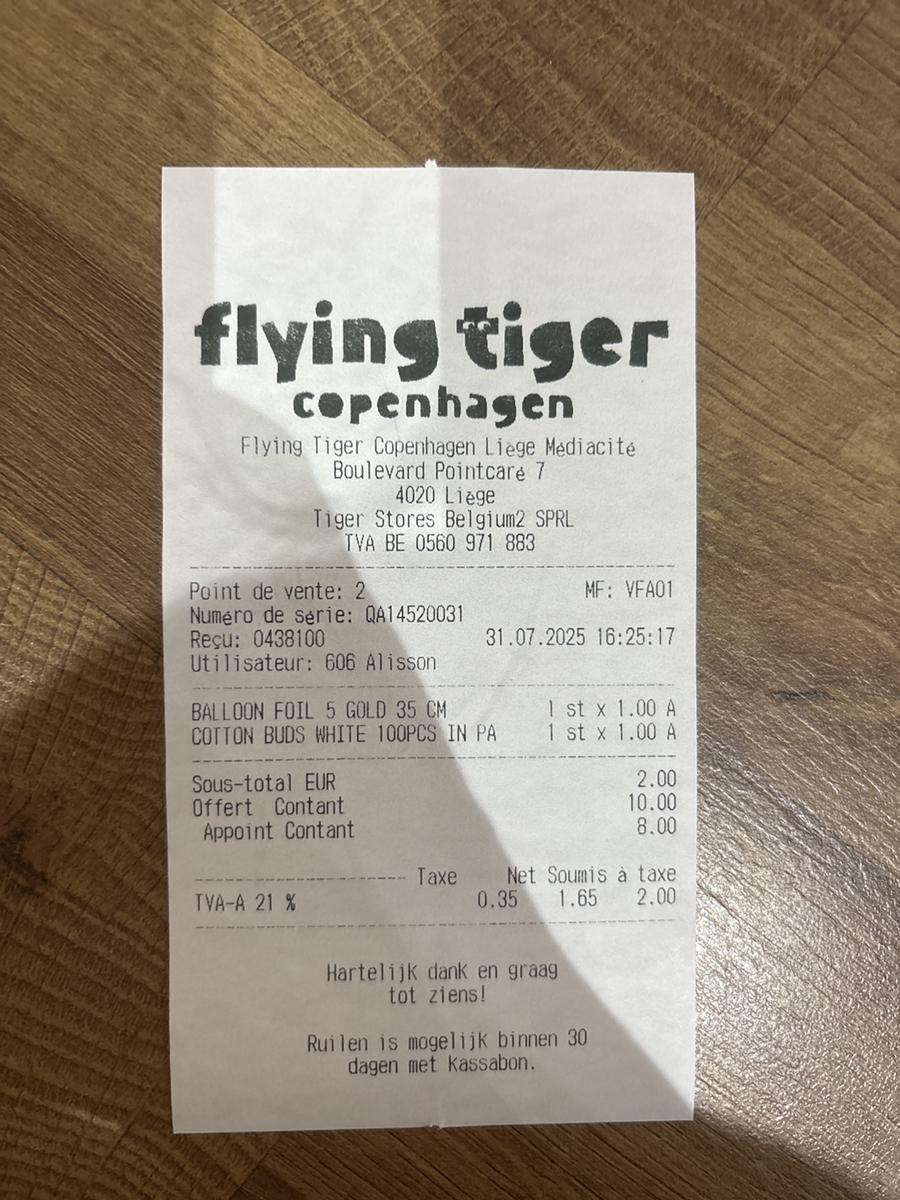 flying tiger
copenhagen
Flying Tiger Copenhagen Liège Médiacité
Boulevard Pointcaré 7
4020 Liège
Tiger Stores Belgium2 SPRL
TVA BE 0560 971 883
Point de vente: 2 MF: VFA01
Numéro de série: QA14520031
Reçu: 0438100 31.07.2025 16:25:17
Utilisateur: 606 Alisson
BALLOON FOIL 5 GOLD 35 CM 1 st x 1.00 A
COTTON BUDS WHITE 100PCS IN PA 1 st x 1.00 A
Sous-total EUR 2.00
Offert Contant 10.00
Appoint Contant 8.00
Taxe Net Soumis à taxe
TVA-A 21 % 0.35 1.65 2.00
Hartelijk dank en graag
tot ziens!
Ruilen is mogelijk binnen 30
dagen met kassabon.